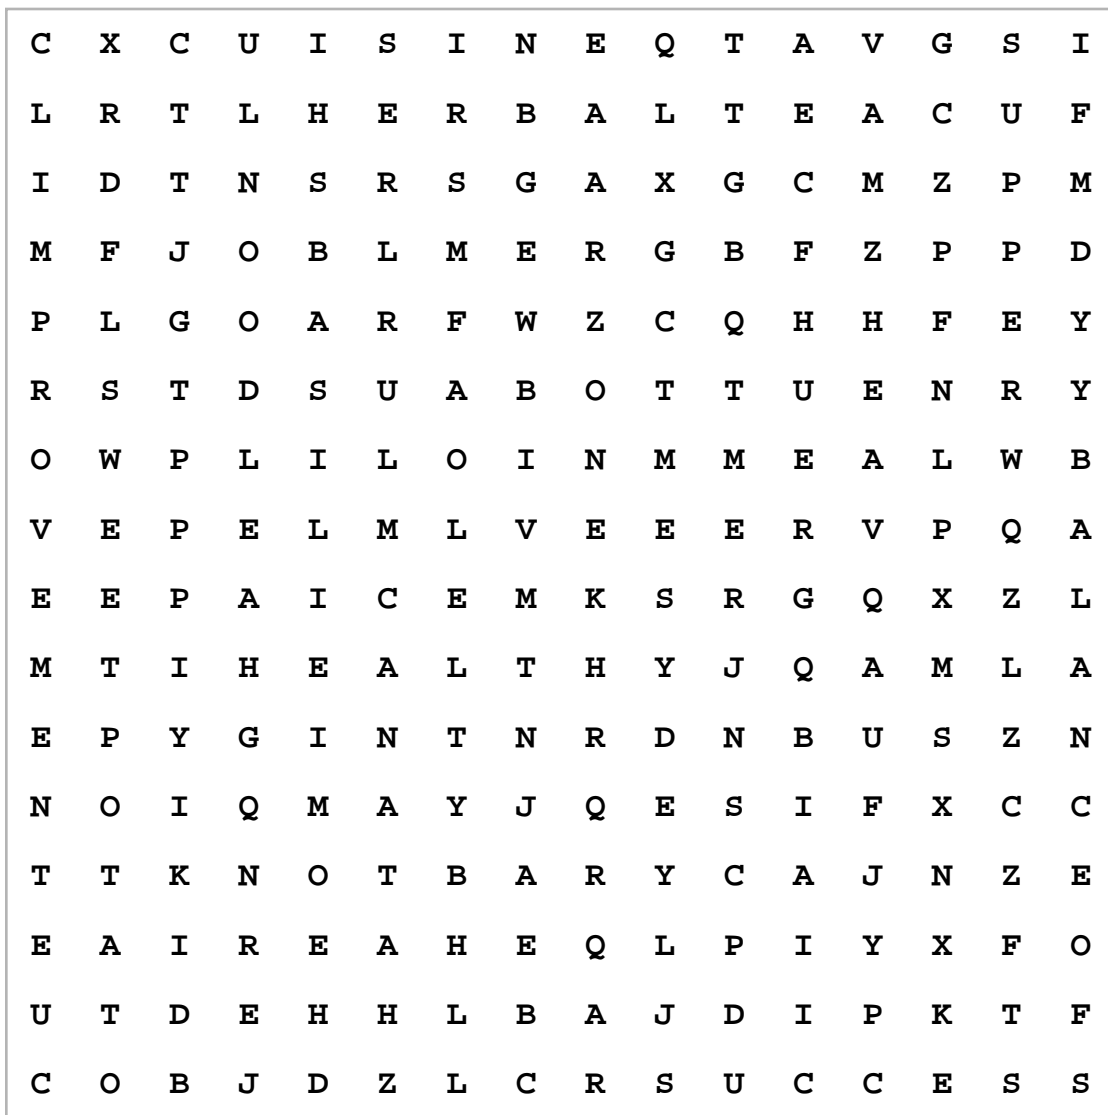 C X C U I S I N E Q T A V G S I
L R T L H E R B A L T E A C U F
I D T N S R S G A X G C M Z P M
M F J O B L M E R G B F Z P P D
P L G O A R F W Z C Q H H F E Y
R S T D S U A B O T T U E N R Y
O W P L I L O I N M M E A L W B
V E P E L M L V E E E R V P Q A
E E P A I C E M K S R G Q X Z L
M T I H E A L T H Y J Q A M L A
E P Y G I N T N R D N B U S Z N
N O I Q M A Y J Q E S I F X C C
T T K N O T B A R Y C A J N Z E
E A I R E A H E Q L P I Y X F O
U T D E H H L B A J D I P K T F
C O B J D Z L C R S U C C E S S